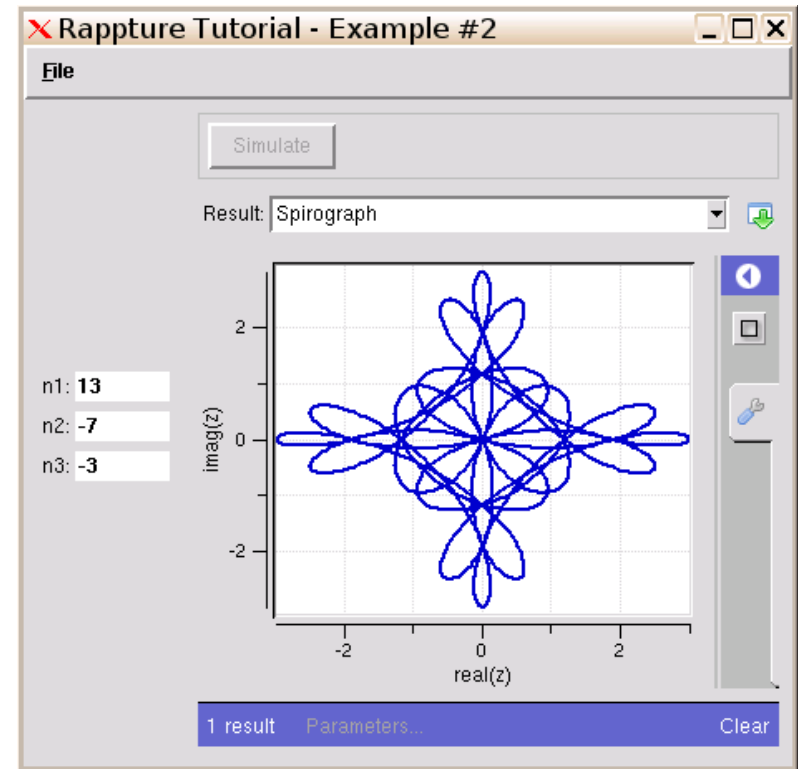 Rappture Tutorial - Example #2
File
Simulate
Result: Spirograph
n1: 13
n2: -7
n3: -3
imag(z)
2
0
-2
-2 0 2
real(z)
1 result Parameters... Clear